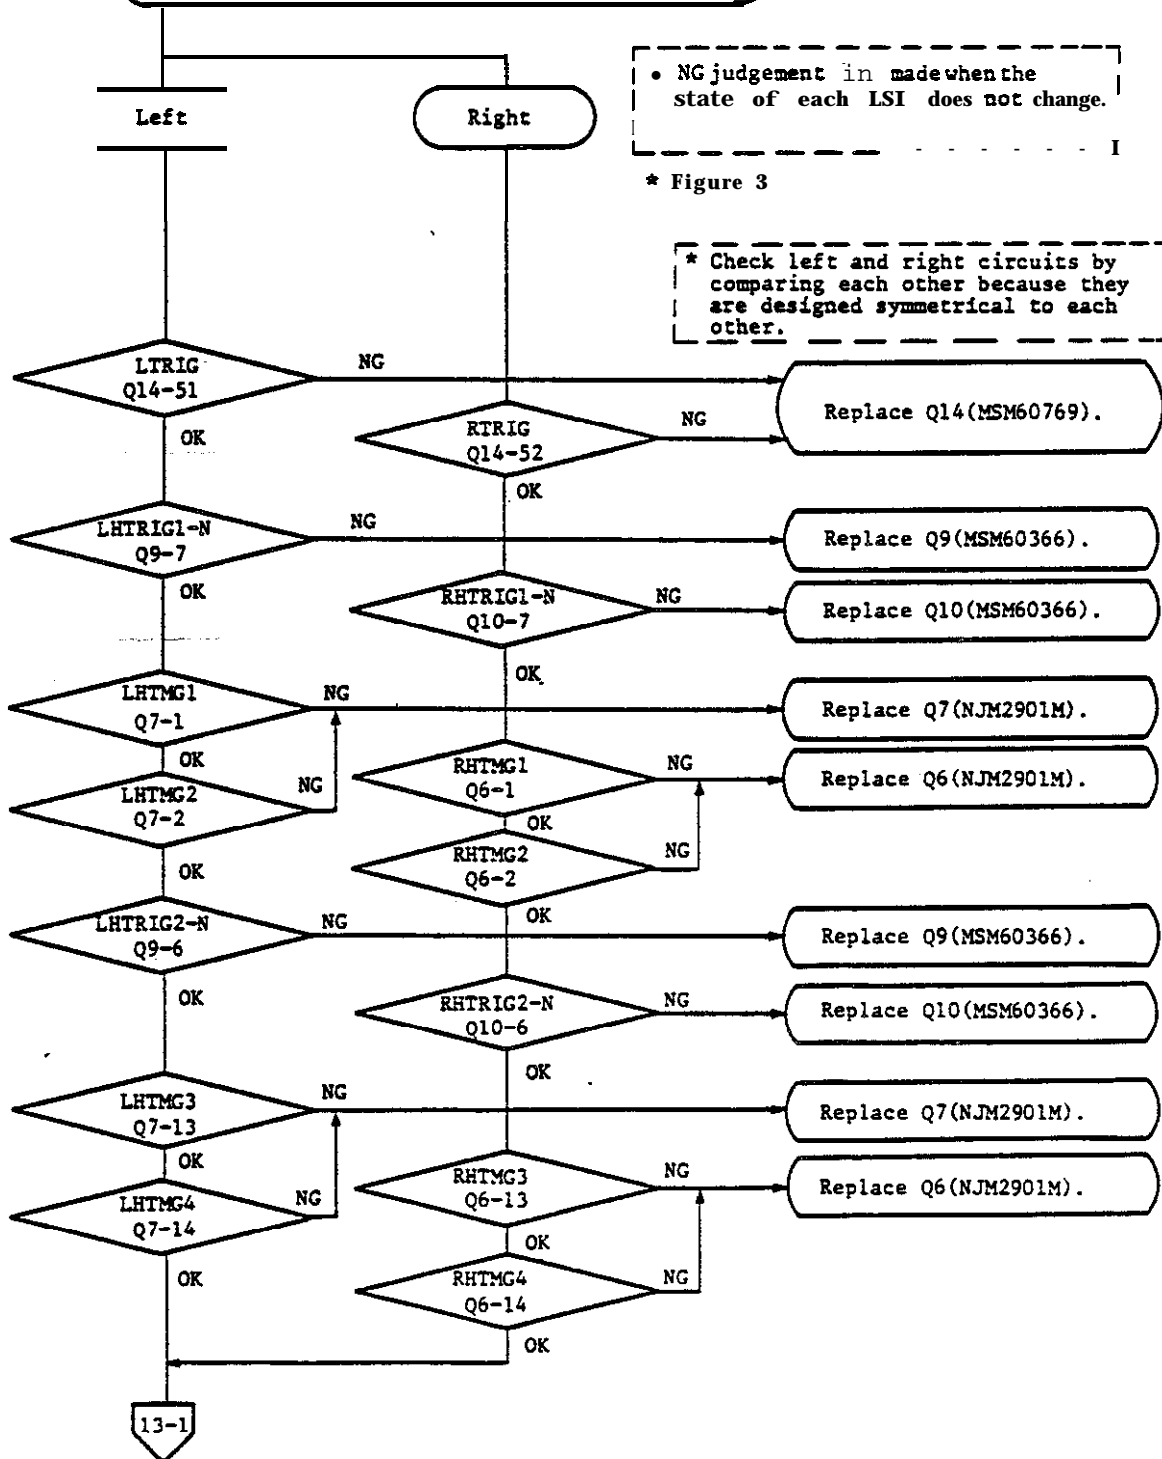 Left
Right
• NG judgement in made when the
state of each LSI does not change.
* Figure 3
* Check left and right circuits by
comparing each other because they
are designed symmetrical to each
other.
LTRIG
Q14-51
NG
OK
Replace Q14(MSM60769).
RTRIG
Q14-52
NG
OK
LHTRIG1-N
Q9-7
NG
OK
Replace Q9(MSM60366).
RHTRIG1-N
Q10-7
NG
OK
Replace Q10(MSM60366).
LHTMG1
Q7-1
NG
OK
Replace Q7(NJM2901M).
LHTMG2
Q7-2
NG
OK
RHTMG1
Q6-1
NG
OK
Replace Q6(NJM2901M).
RHTMG2
Q6-2
NG
OK
LHTRIG2-N
Q9-6
NG
OK
Replace Q9(MSM60366).
RHTRIG2-N
Q10-6
NG
OK
Replace Q10(MSM60366).
LHTMG3
Q7-13
NG
OK
Replace Q7(NJM2901M).
LHTMG4
Q7-14
NG
OK
RHTMG3
Q6-13
NG
OK
Replace Q6(NJM2901M).
RHTMG4
Q6-14
NG
OK
13-1